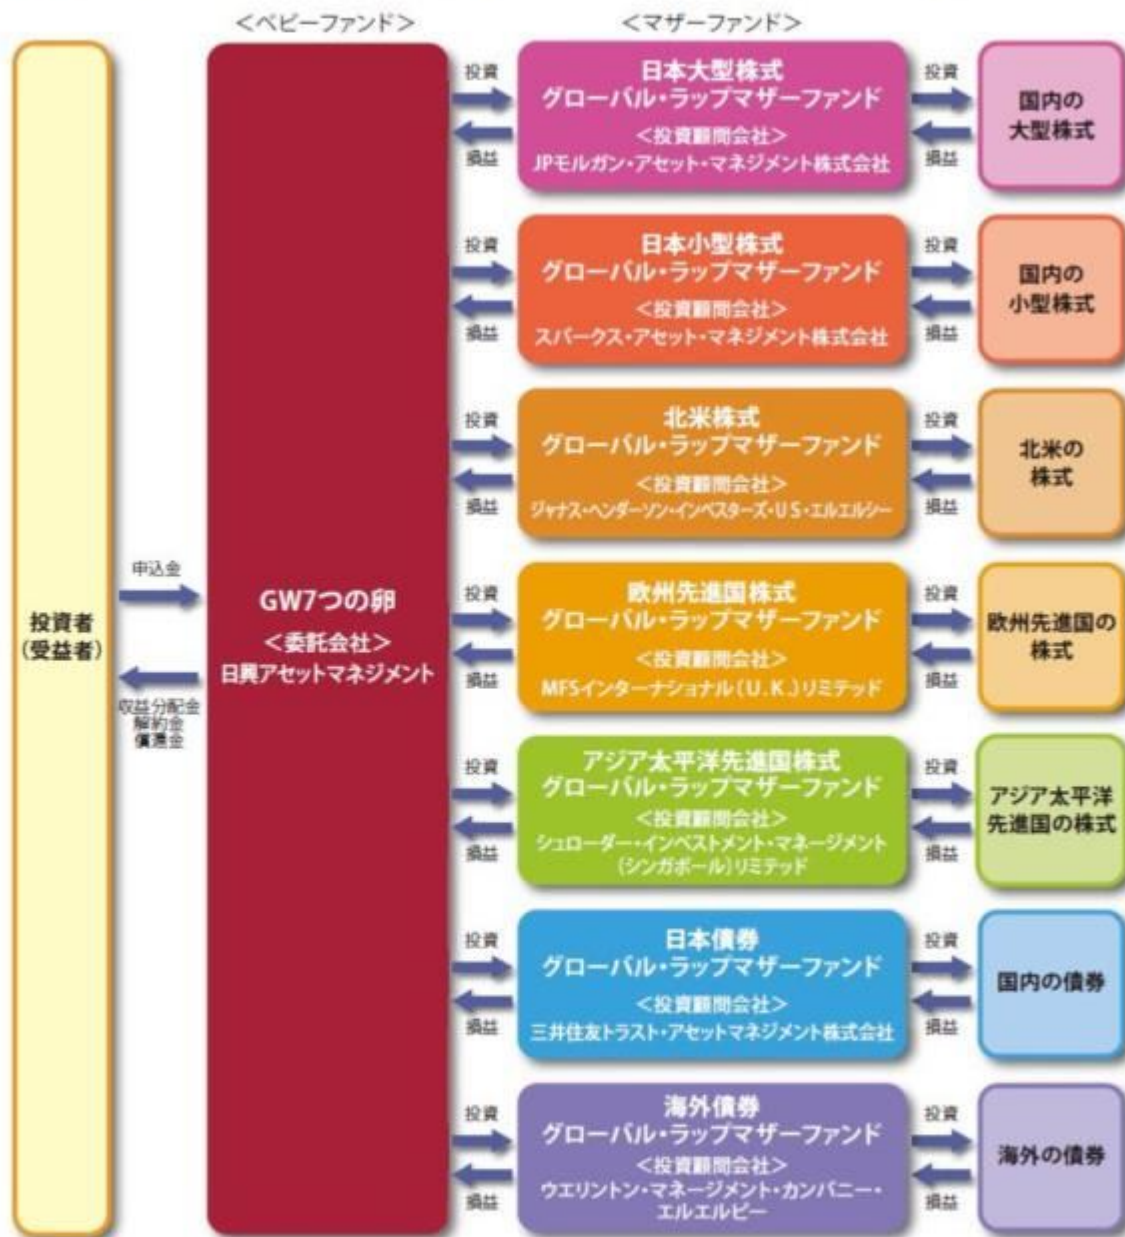 ＜ベビーファンド＞
＜マザーファンド＞
投資者
（受益者）
申込金
収益分配金
解約金
償還金
GW7つの卵
＜委託会社＞
日興アセットマネジメント
投資
損益
日本大型株式
グローバル・ラップマザーファンド
＜投資顧問会社＞
JPモルガン・アセット・マネジメント株式会社
投資
損益
国内の
大型株式
投資
損益
日本小型株式
グローバル・ラップマザーファンド
＜投資顧問会社＞
スパークス・アセット・マネジメント株式会社
投資
損益
国内の
小型株式
投資
損益
北米株式
グローバル・ラップマザーファンド
＜投資顧問会社＞
ジャナス・ヘンダーソン・インベスターズ・US・エルエルシー
投資
損益
北米の
株式
投資
損益
欧州先進国株式
グローバル・ラップマザーファンド
＜投資顧問会社＞
MFSインターナショナル（U.K.）リミテッド
投資
損益
欧州先進国の
株式
投資
損益
アジア太平洋先進国株式
グローバル・ラップマザーファンド
＜投資顧問会社＞
シュローダー・インベストメント・マネージメント
（シンガポール）リミテッド
投資
損益
アジア太平洋
先進国の株式
投資
損益
日本債券
グローバル・ラップマザーファンド
＜投資顧問会社＞
三井住友トラスト・アセットマネジメント株式会社
投資
損益
国内の債券
投資
損益
海外債券
グローバル・ラップマザーファンド
＜投資顧問会社＞
ウエリントン・マネージメント・カンパニー・
エルエルピー
投資
損益
海外の債券